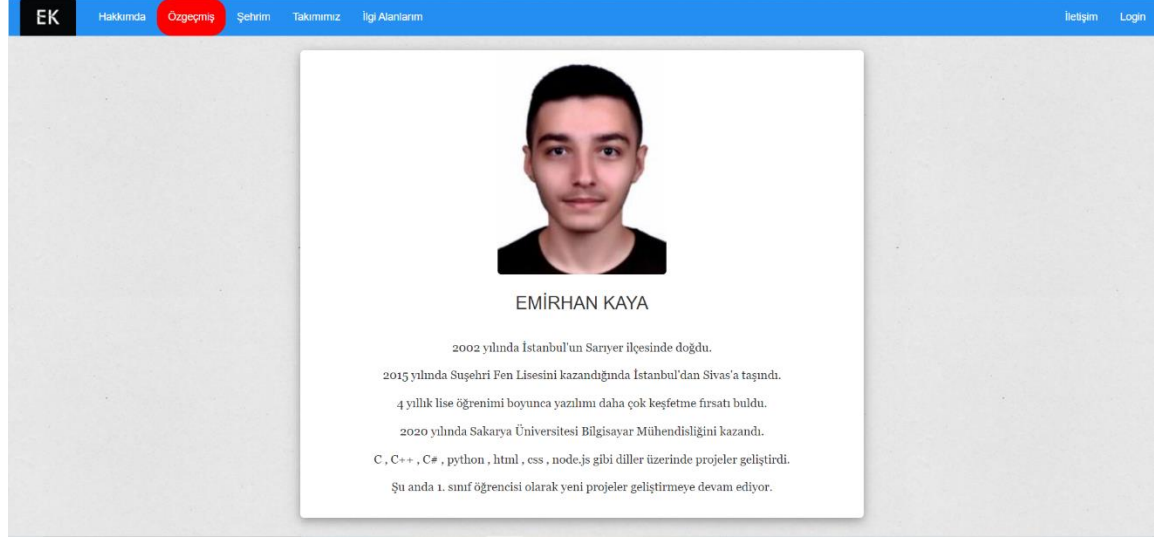 EK Hakkımda Özgeçmiş Şehrim Takımımız İlgi Alanlarım İletişim Login
EMİRHAN KAYA
2002 yılında İstanbul'un Sarıyer ilçesinde doğdu.
2015 yılında Suşehri Fen Lisesini kazandığında İstanbul'dan Sivas'a taşındı.
4 yıllık lise öğrenimi boyunca yazılımı daha çok keşfetme fırsatı buldu.
2020 yılında Sakarya Üniversitesi Bilgisayar Mühendisliğini kazandı.
C , C++ , C# , python , html , css , node.js gibi diller üzerinde projeler geliştirdi.
Şu anda 1. sınıf öğrencisi olarak yeni projeler geliştirmeye devam ediyor.